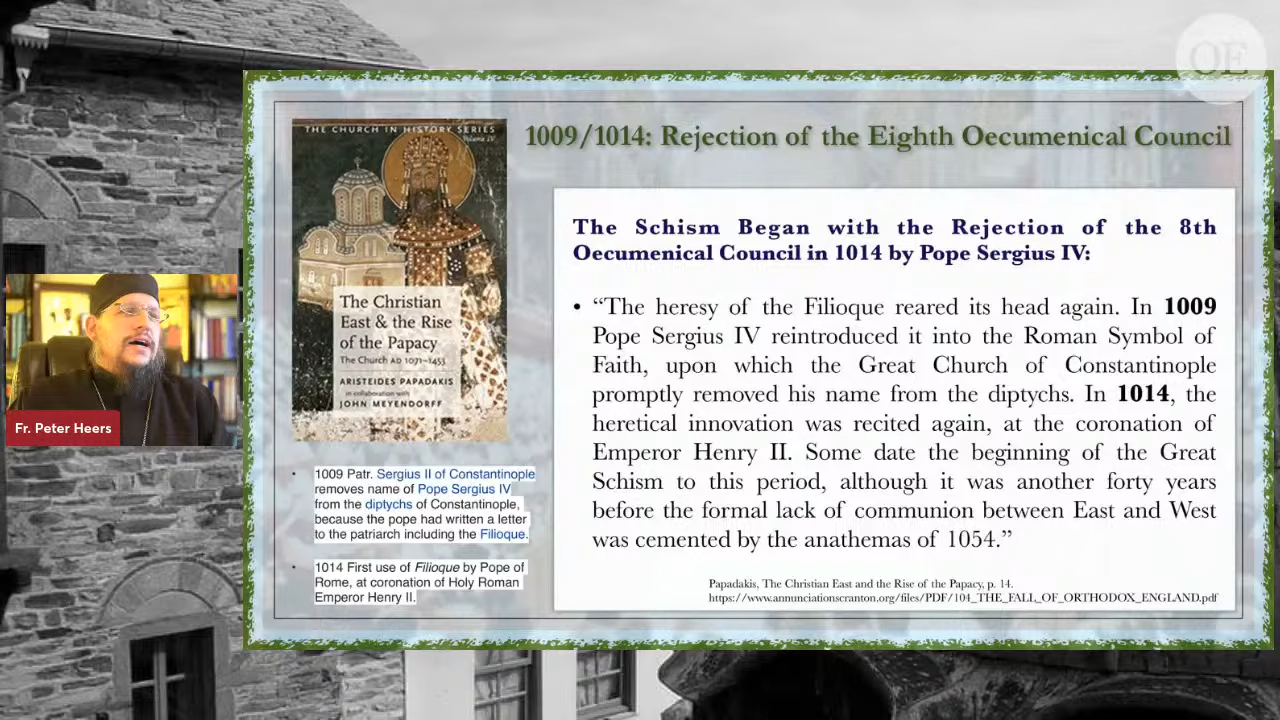 OE
1009/1014: Rejection of the Eighth Oecumenical Council
THE CHURCH IN HISTORY SERIES
Volume IV
The Christian
East & the Rise
of the Papacy
The Church AD 1071–1453
ARISTEIDES PAPADAKIS
in collaboration with
JOHN MEYENDORFF
The Schism Began with the Rejection of the 8th
Oecumenical Council in 1014 by Pope Sergius IV:
• “The heresy of the Filioque reared its head again. In 1009
Pope Sergius IV reintroduced it into the Roman Symbol of
Faith, upon which the Great Church of Constantinople
promptly removed his name from the diptychs. In 1014, the
heretical innovation was recited again, at the coronation of
Emperor Henry II. Some date the beginning of the Great
Schism to this period, although it was another forty years
before the formal lack of communion between East and West
was cemented by the anathemas of 1054.”
Papadakis, The Christian East and the Rise of the Papacy, p. 14.
https://www.annunciationscranton.org/files/PDF/104_THE_FALL_OF_ORTHODOX_ENGLAND.pdf
• 1009 Patr. Sergius II of Constantinople
removes name of Pope Sergius IV
from the diptychs of Constantinople,
because the pope had written a letter
to the patriarch including the Filioque.
• 1014 First use of Filioque by Pope of
Rome, at coronation of Holy Roman
Emperor Henry II.
Fr. Peter Heers